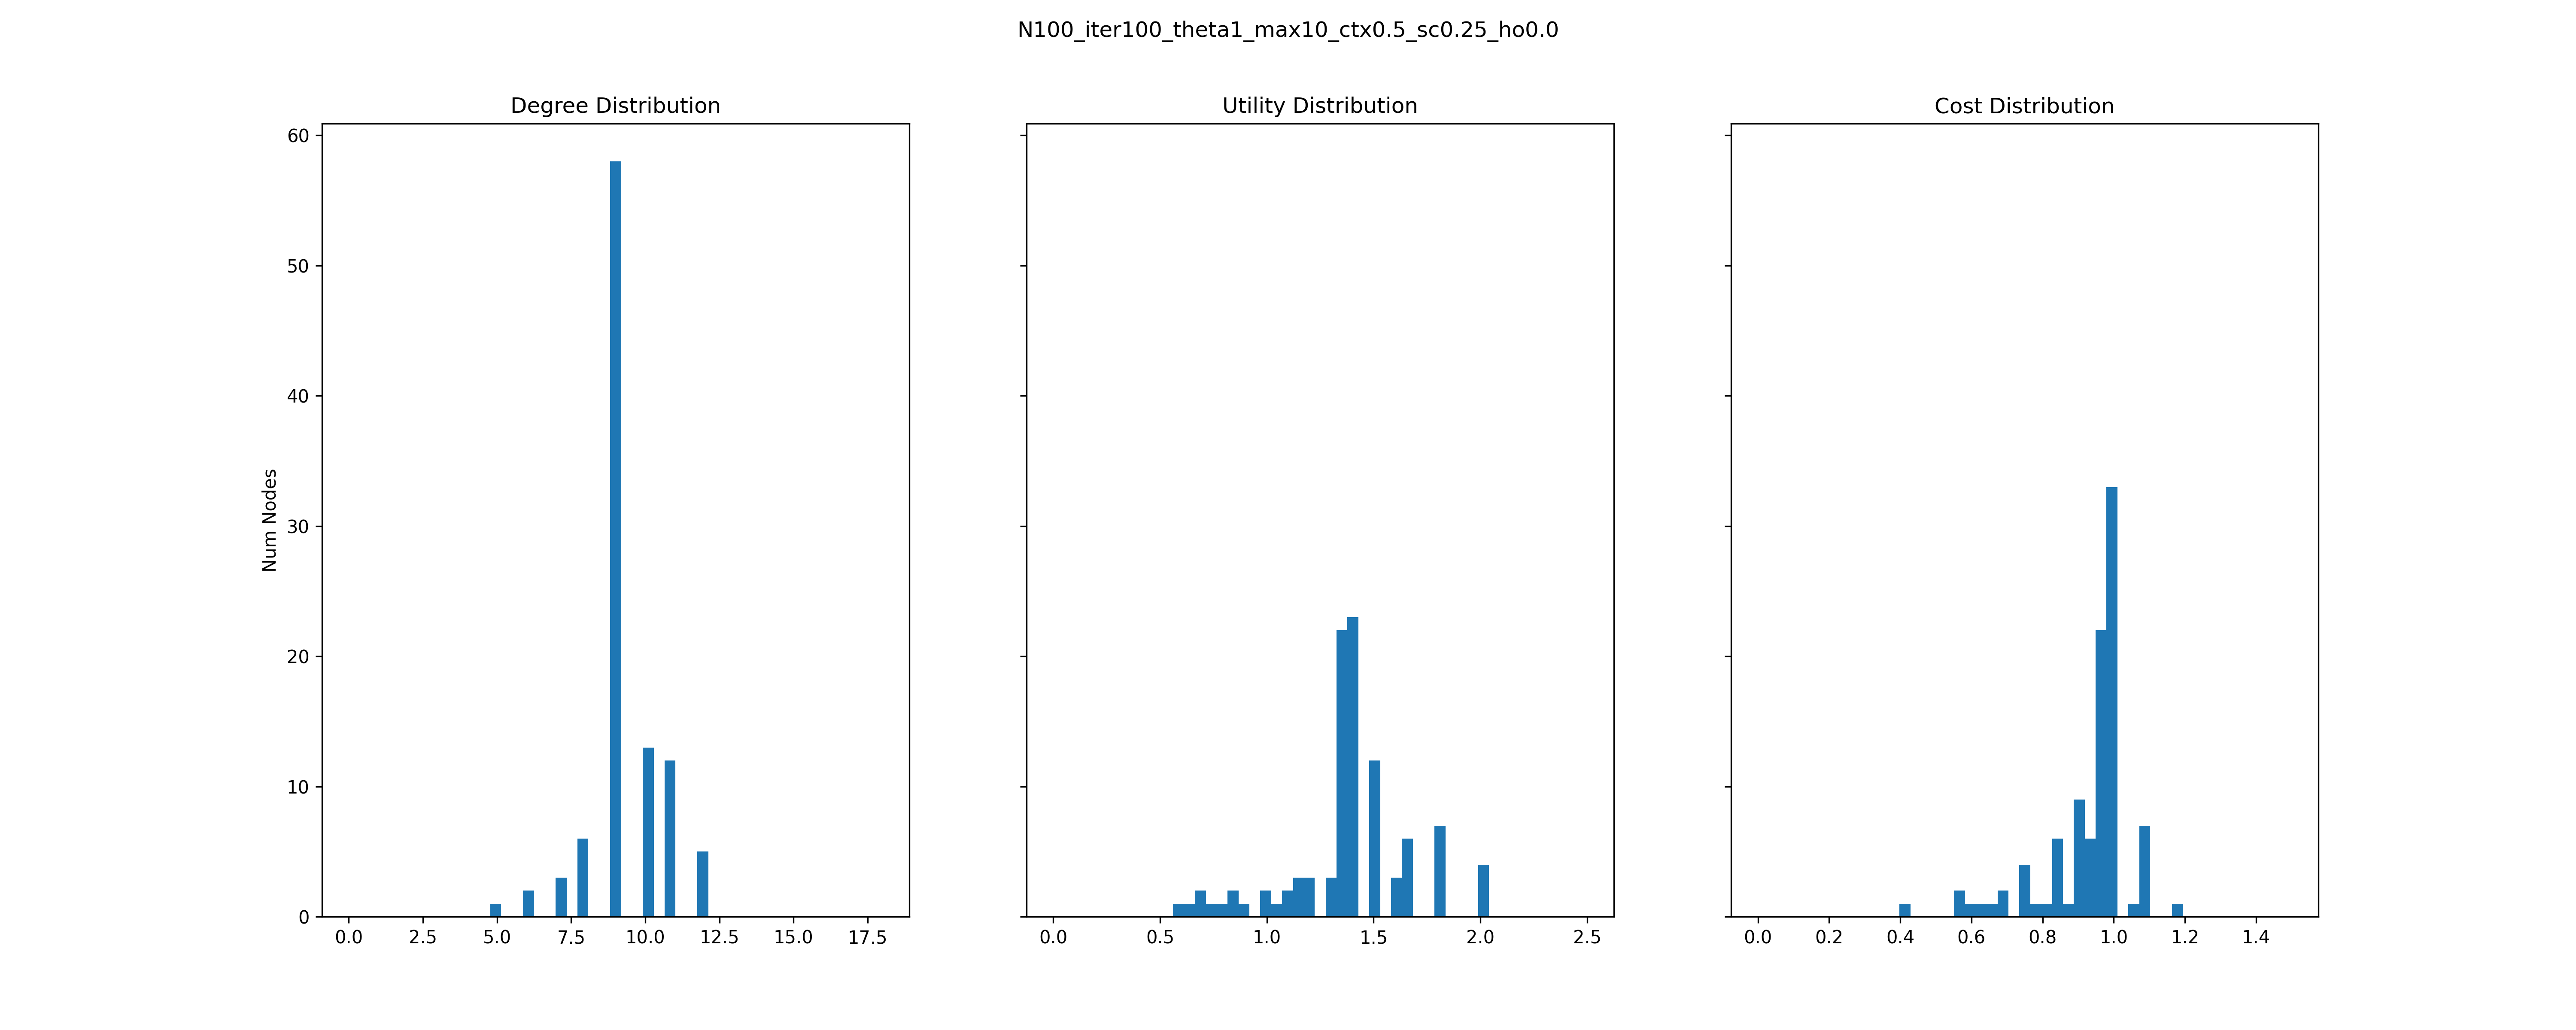 N100_iter100_theta1_max10_ctx0.5_sc0.25_ho0.0
Degree Distribution
Utility Distribution
Cost Distribution
Num Nodes
60
50
40
30
20
10
0
0.0 2.5 5.0 7.5 10.0 12.5 15.0 17.5
0.0 0.5 1.0 1.5 2.0 2.5
0.0 0.2 0.4 0.6 0.8 1.0 1.2 1.4